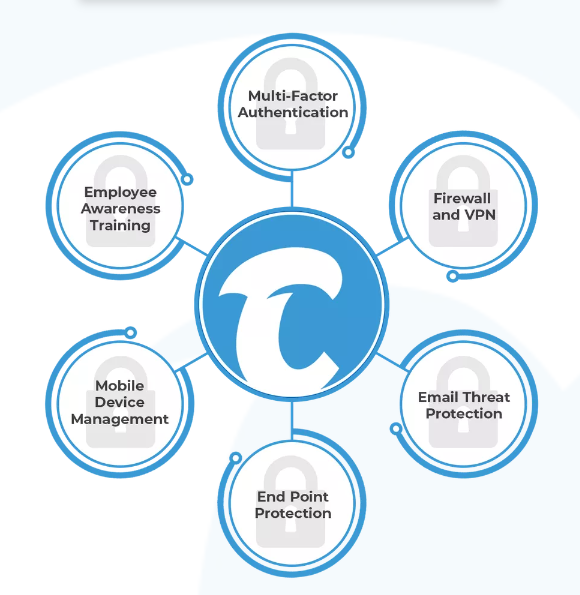 Multi-Factor
Authentication
Firewall
and VPN
Email Threat
Protection
End Point
Protection
Mobile
Device
Management
Employee
Awareness
Training